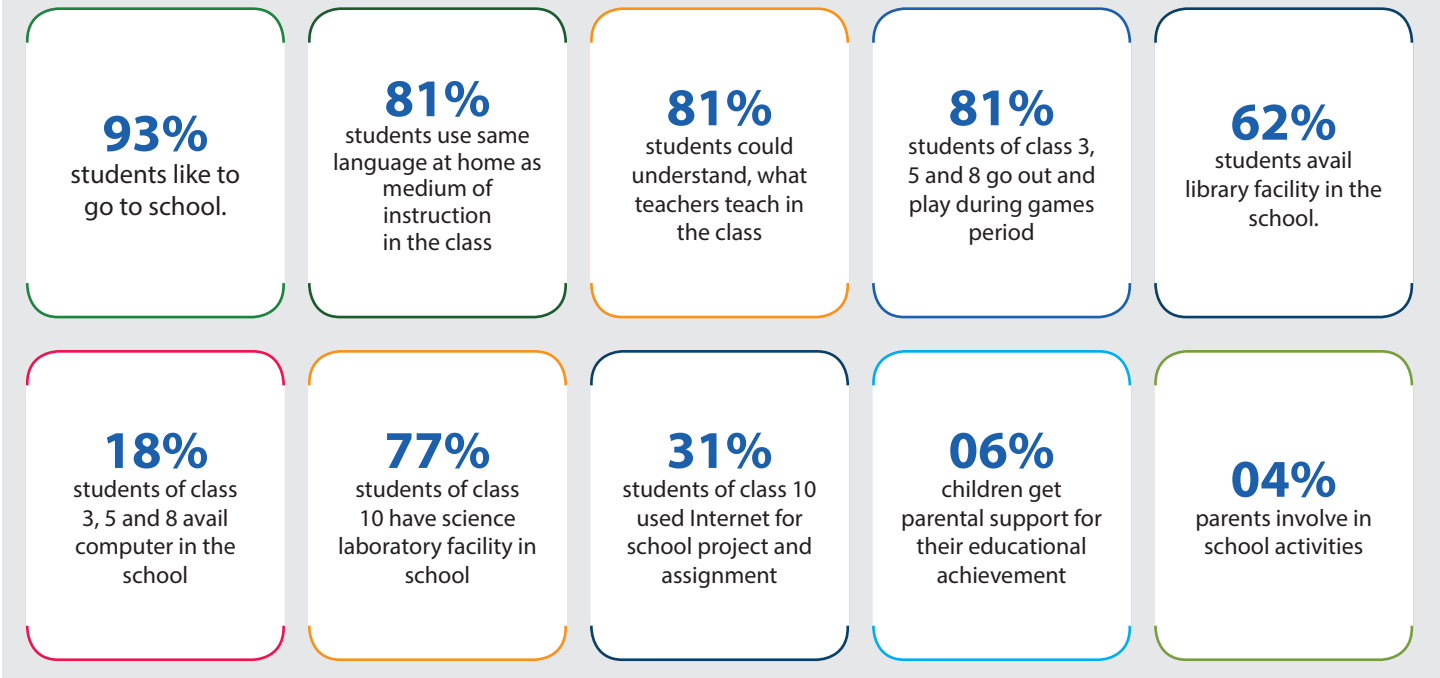 93%
students like to
go to school.
81%
students use same
language at home as
medium of
instruction
in the class
81%
students could
understand, what
teachers teach in
the class
81%
students of class 3,
5 and 8 go out and
play during games
period
62%
students avail
library facility in the
school.
18%
students of class
3, 5 and 8 avail
computer in the
school
77%
students of class
10 have science
laboratory facility in
school
31%
students of class 10
used Internet for
school project and
assignment
06%
children get
parental support for
their educational
achievement
04%
parents involve in
school activities